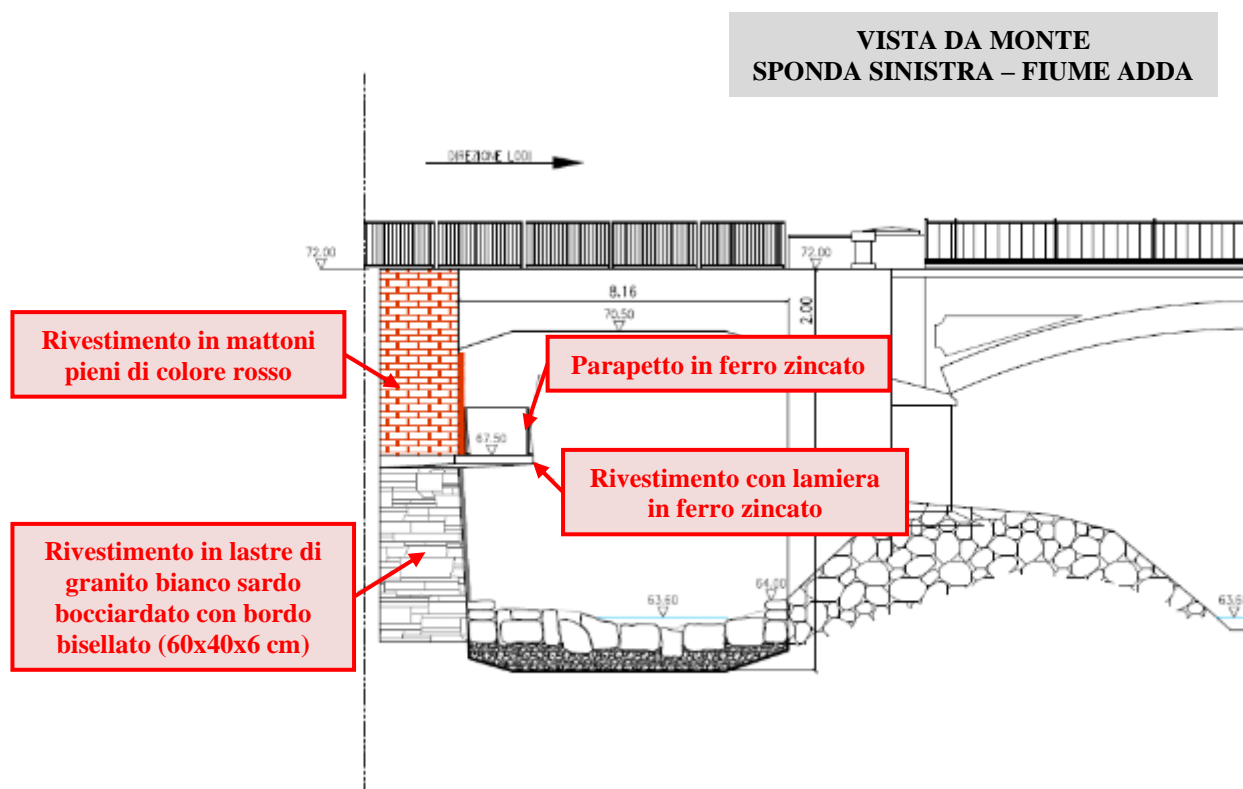 VISTA DA MONTE
SPONDA SINISTRA – FIUME ADDA
DIREZIONE LODI
72.00
72.00
8.16
2.00
70.50
Rivestimento in mattoni
pieni di colore rosso
Parapetto in ferro zincato
67.50
Rivestimento con lamiera
in ferro zincato
Rivestimento in lastre di
granito bianco sardo
bocciardato con bordo
bisellato (60x40x6 cm)
64.00
63.60
63.6